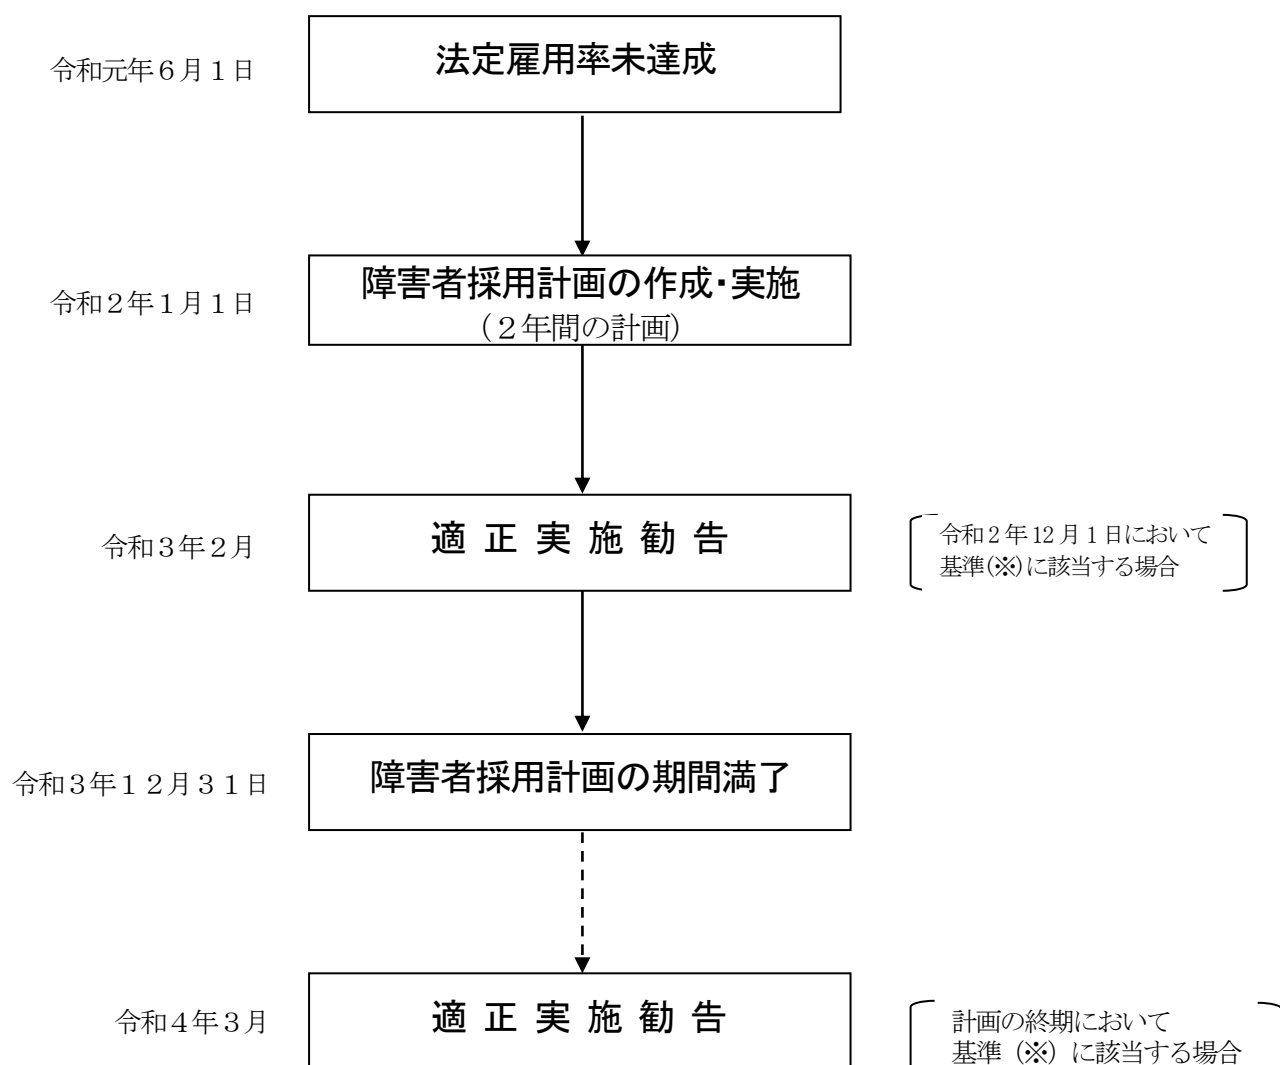 令和元年６月１日
法定雇用率未達成
令和２年１月１日
障害者採用計画の作成・実施
（２年間の計画）
令和３年２月
適 正 実 施 勧 告
令和２年12月１日において
基準(※)に該当する場合
令和３年１２月３１日
障害者採用計画の期間満了
令和４年３月
適 正 実 施 勧 告
計画の終期において
基準（※）に該当する場合